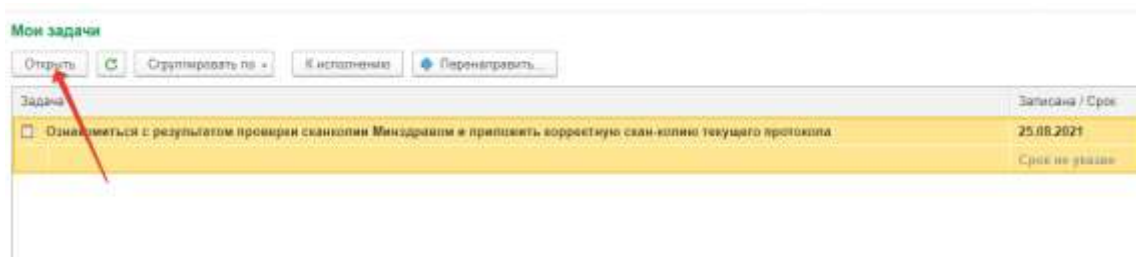 Мои задачи
Открыть Сгруппировать по К исполнению Перенаправить...
Задача Записана / Срок
Ознакомиться с результатом проверки сканкопии Минздравом и приложить корректную скан-копию текущего протокола 25.08.2021
Срок не указан